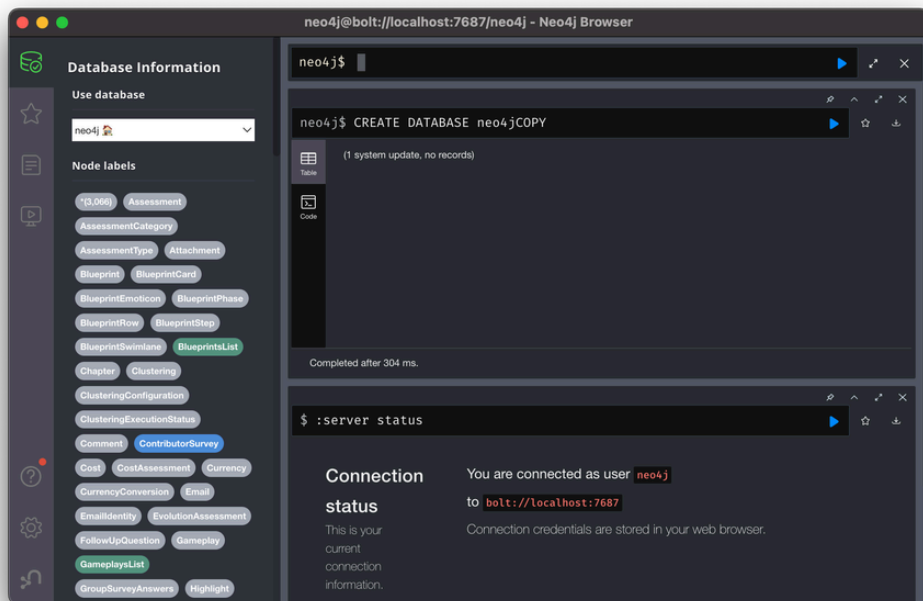 neo4j@bolt://localhost:7687/neo4j - Neo4j Browser
Database Information
Use database
neo4j
Node labels
*(3,066) Assessment
AssessmentCategory
AssessmentType Attachment
Blueprint BlueprintCard
BlueprintEmoticon BlueprintPhase
BlueprintRow BlueprintStep
BlueprintSwimlane BlueprintsList
Chapter Clustering
ClusteringConfiguration
ClusteringExecutionStatus
Comment ContributorSurvey
Cost CostAssessment Currency
CurrencyConversion Email
EmailIdentity EvolutionAssessment
FollowUpQuestion Gameplay
GameplaysList
GroupSurveyAnswers Highlight
neo4j$
neo4j$ CREATE DATABASE neo4jCOPY
Table
Code
(1 system update, no records)
Completed after 304 ms.
$ :server status
Connection
status
This is your
current
connection
information.
You are connected as user neo4j
to bolt://localhost:7687
Connection credentials are stored in your web browser.